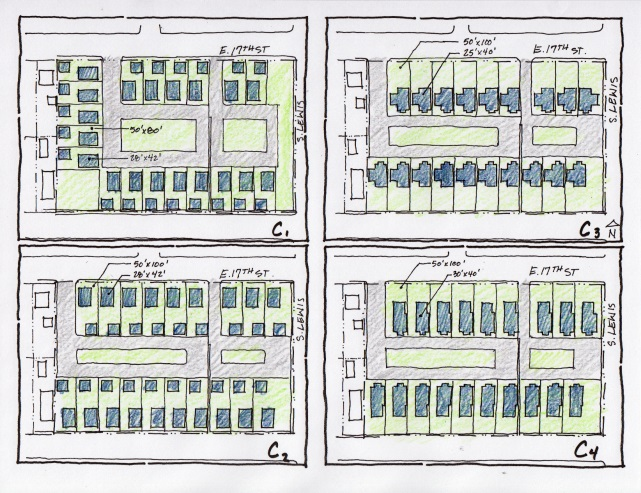 E. 17TH ST
50'x80'
28'x42'
S. LEWIS
C1
50'x100'
25'x40'
E. 17TH ST.
S. LEWIS
C3
N
50'x100'
28'x42'
E. 17TH ST.
S. LEWIS
C2
50'x100'
30'x40'
E. 17TH ST
S. LEWIS
C4